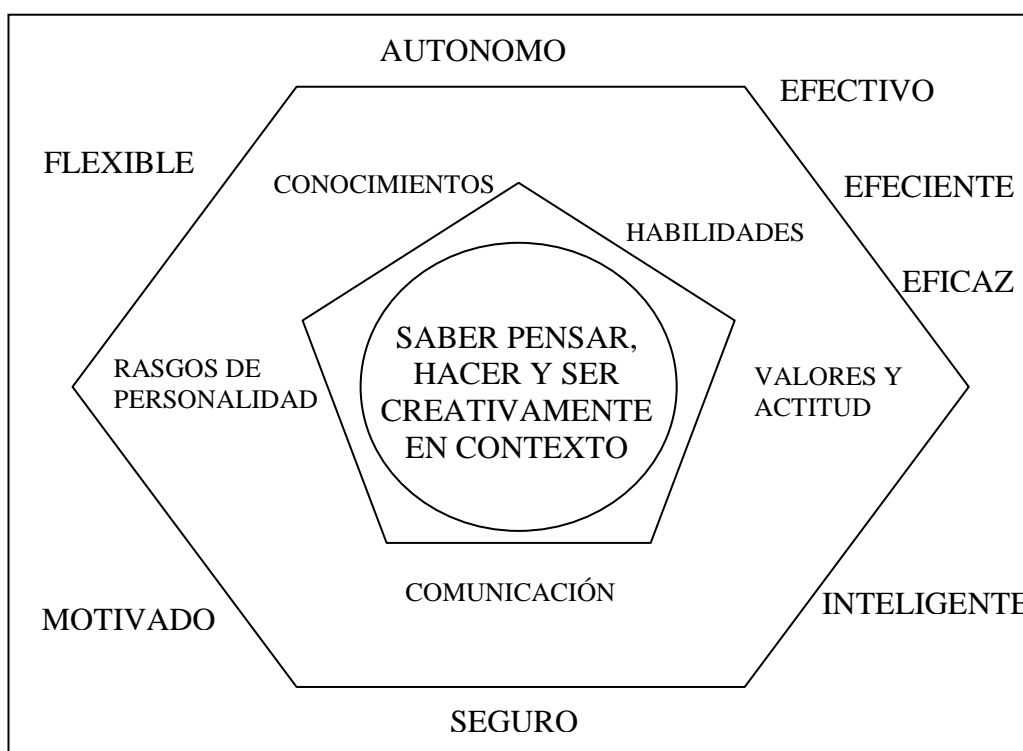 AUTONOMO
EFECTIVO
FLEXIBLE
EFECIENTE
CONOCIMIENTOS
HABILIDADES
EFICAZ
SABER PENSAR,
HACER Y SER
CREATIVAMENTE
EN CONTEXTO
RASGOS DE
PERSONALIDAD
VALORES Y
ACTITUD
COMUNICACIÓN
MOTIVADO
INTELIGENTE
SEGURO